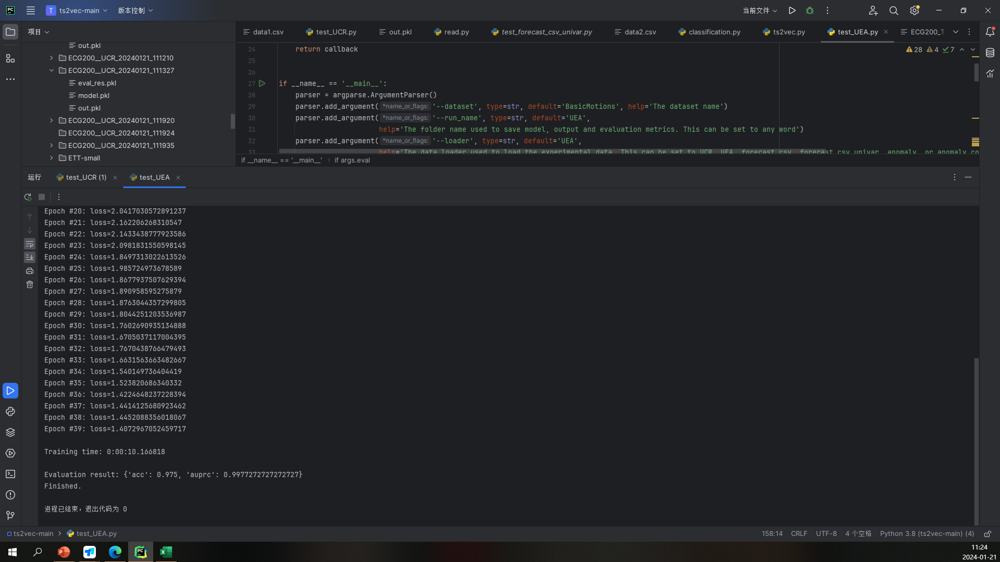 PC
T ts2vec-main
版本控制
当前文件
项目
data1.csv
test_UCR.py
out.pkl
read.py
test_forecast_csv_univar.py
data2.csv
classification.py
ts2vec.py
test_UEA.py
ECG200_T
out.pkl
ECG200__UCR_20240121_111210
ECG200__UCR_20240121_111327
eval_res.pkl
model.pkl
out.pkl
ECG200__UCR_20240121_111920
ECG200__UCR_20240121_111924
ECG200__UCR_20240121_111935
ETT-small
28 4 7
24 return callback
25
26
27 if __name__ == '__main__':
28 parser = argparse.ArgumentParser()
29 parser.add_argument( *name_or_flags: '--dataset', type=str, default='BasicMotions', help='The dataset name')
30 parser.add_argument( *name_or_flags: '--run_name', type=str, default='UEA',
31 help='The folder name used to save model, output and evaluation metrics. This can be set to any word')
32 parser.add_argument( *name_or_flags: '--loader', type=str, default='UEA',
33 help='The data loader used to load the experimental data. This can be set to UCR, UEA, forecast_csv, forecast_csv_univar, anomaly, or anomaly_co
if __name__ == '__main__' › if args.eval
运行
test_UCR (1)
test_UEA
Epoch #20: loss=2.0417030572891237
Epoch #21: loss=2.162206268310547
Epoch #22: loss=2.1433438777923586
Epoch #23: loss=2.0981831550598145
Epoch #24: loss=1.8497313022613526
Epoch #25: loss=1.985724973678589
Epoch #26: loss=1.8677937507629394
Epoch #27: loss=1.890958595275879
Epoch #28: loss=1.8763044357299805
Epoch #29: loss=1.8044251203536987
Epoch #30: loss=1.7602690935134888
Epoch #31: loss=1.6705037117004395
Epoch #32: loss=1.7670438766479493
Epoch #33: loss=1.6631563663482667
Epoch #34: loss=1.540149736404419
Epoch #35: loss=1.523820686340332
Epoch #36: loss=1.4224648237228394
Epoch #37: loss=1.4414125680923462
Epoch #38: loss=1.4452088356018067
Epoch #39: loss=1.4072967052459717
Training time: 0:00:10.166818
Evaluation result: {'acc': 0.975, 'auprc': 0.9977272727272727}
Finished.
进程已结束，退出代码为 0
ts2vec-main › test_UEA.py
158:14 CRLF UTF-8 4 个空格 Python 3.8 (ts2vec-main) (4)
11:24
2024-01-21